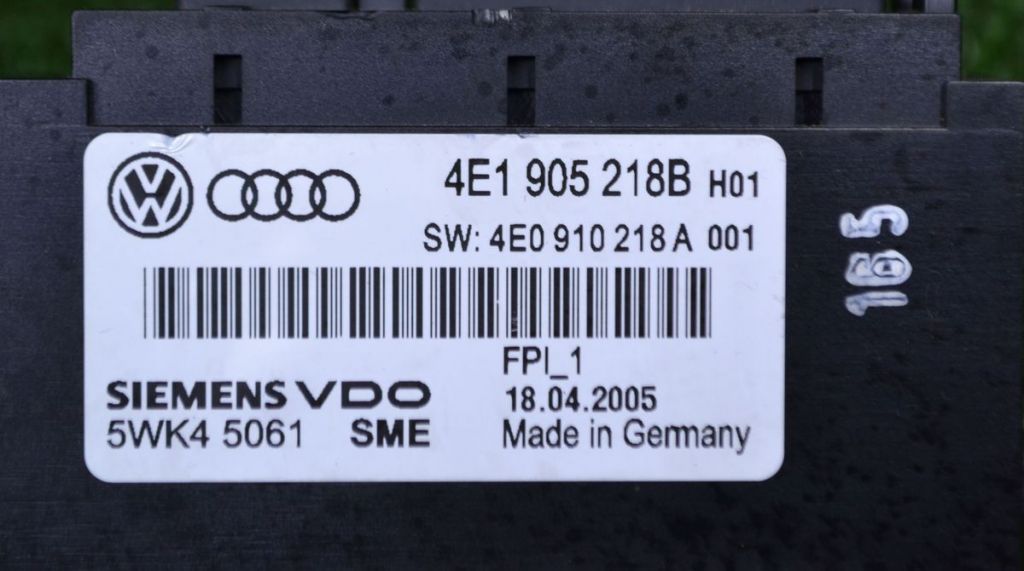 4E1 905 218B H01
SW: 4E0 910 218 A 001
FPI_1
SIEMENS VDO
18.04.2005
5WK4 5061 SME
Made in Germany
165